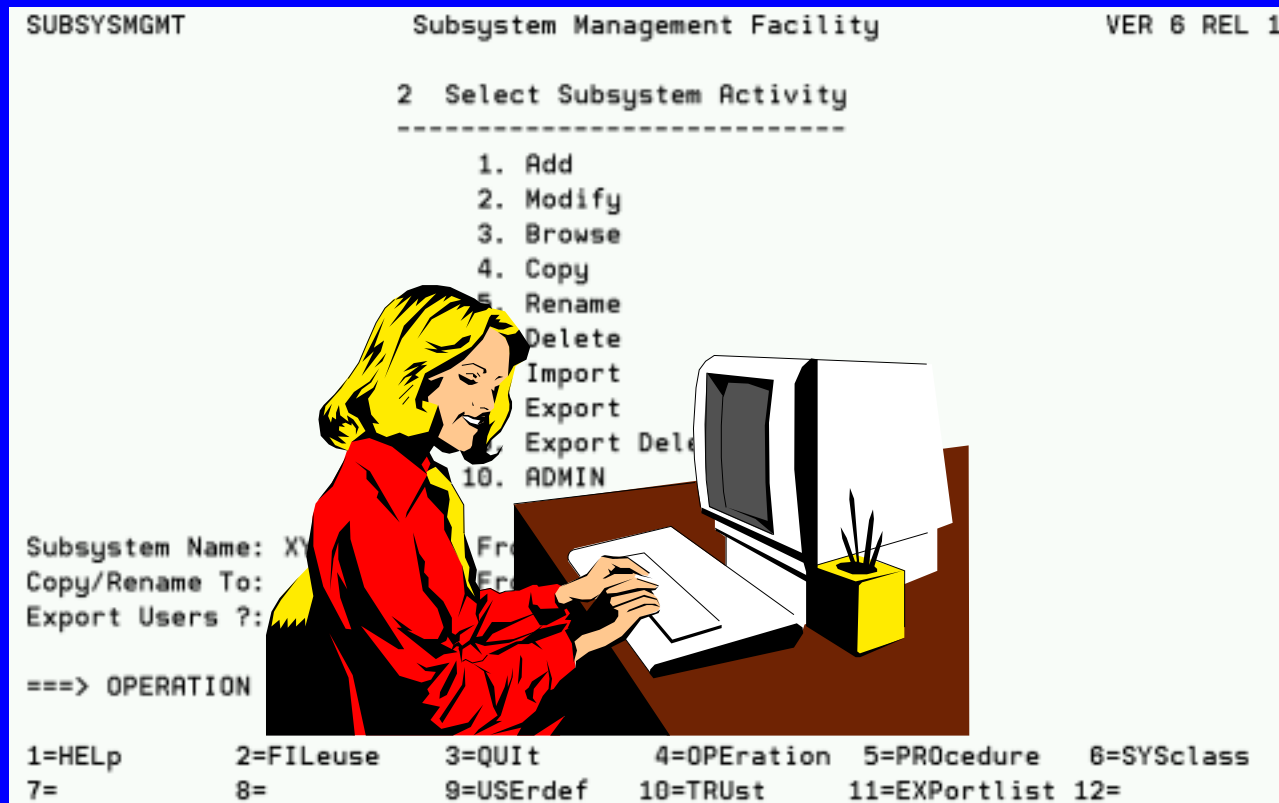 SUBSYSMGMT Subsystem Management Facility VER 6 REL 1
2 Select Subsystem Activity
----------------------------
1. Add
2. Modify
3. Browse
4. Copy
5. Rename
Delete
Import
Export
Export
10. ADMIN
Subsystem Name:
Copy/Rename To:
Export Users ?:
===> OPERATION
1=HELp 2=FILeuse 3=QUIt 4=OPEration 5=PROcedure 6=SYSclass
7= 8= 9=USErdef 10=TRUst 11=EXPortlist 12=